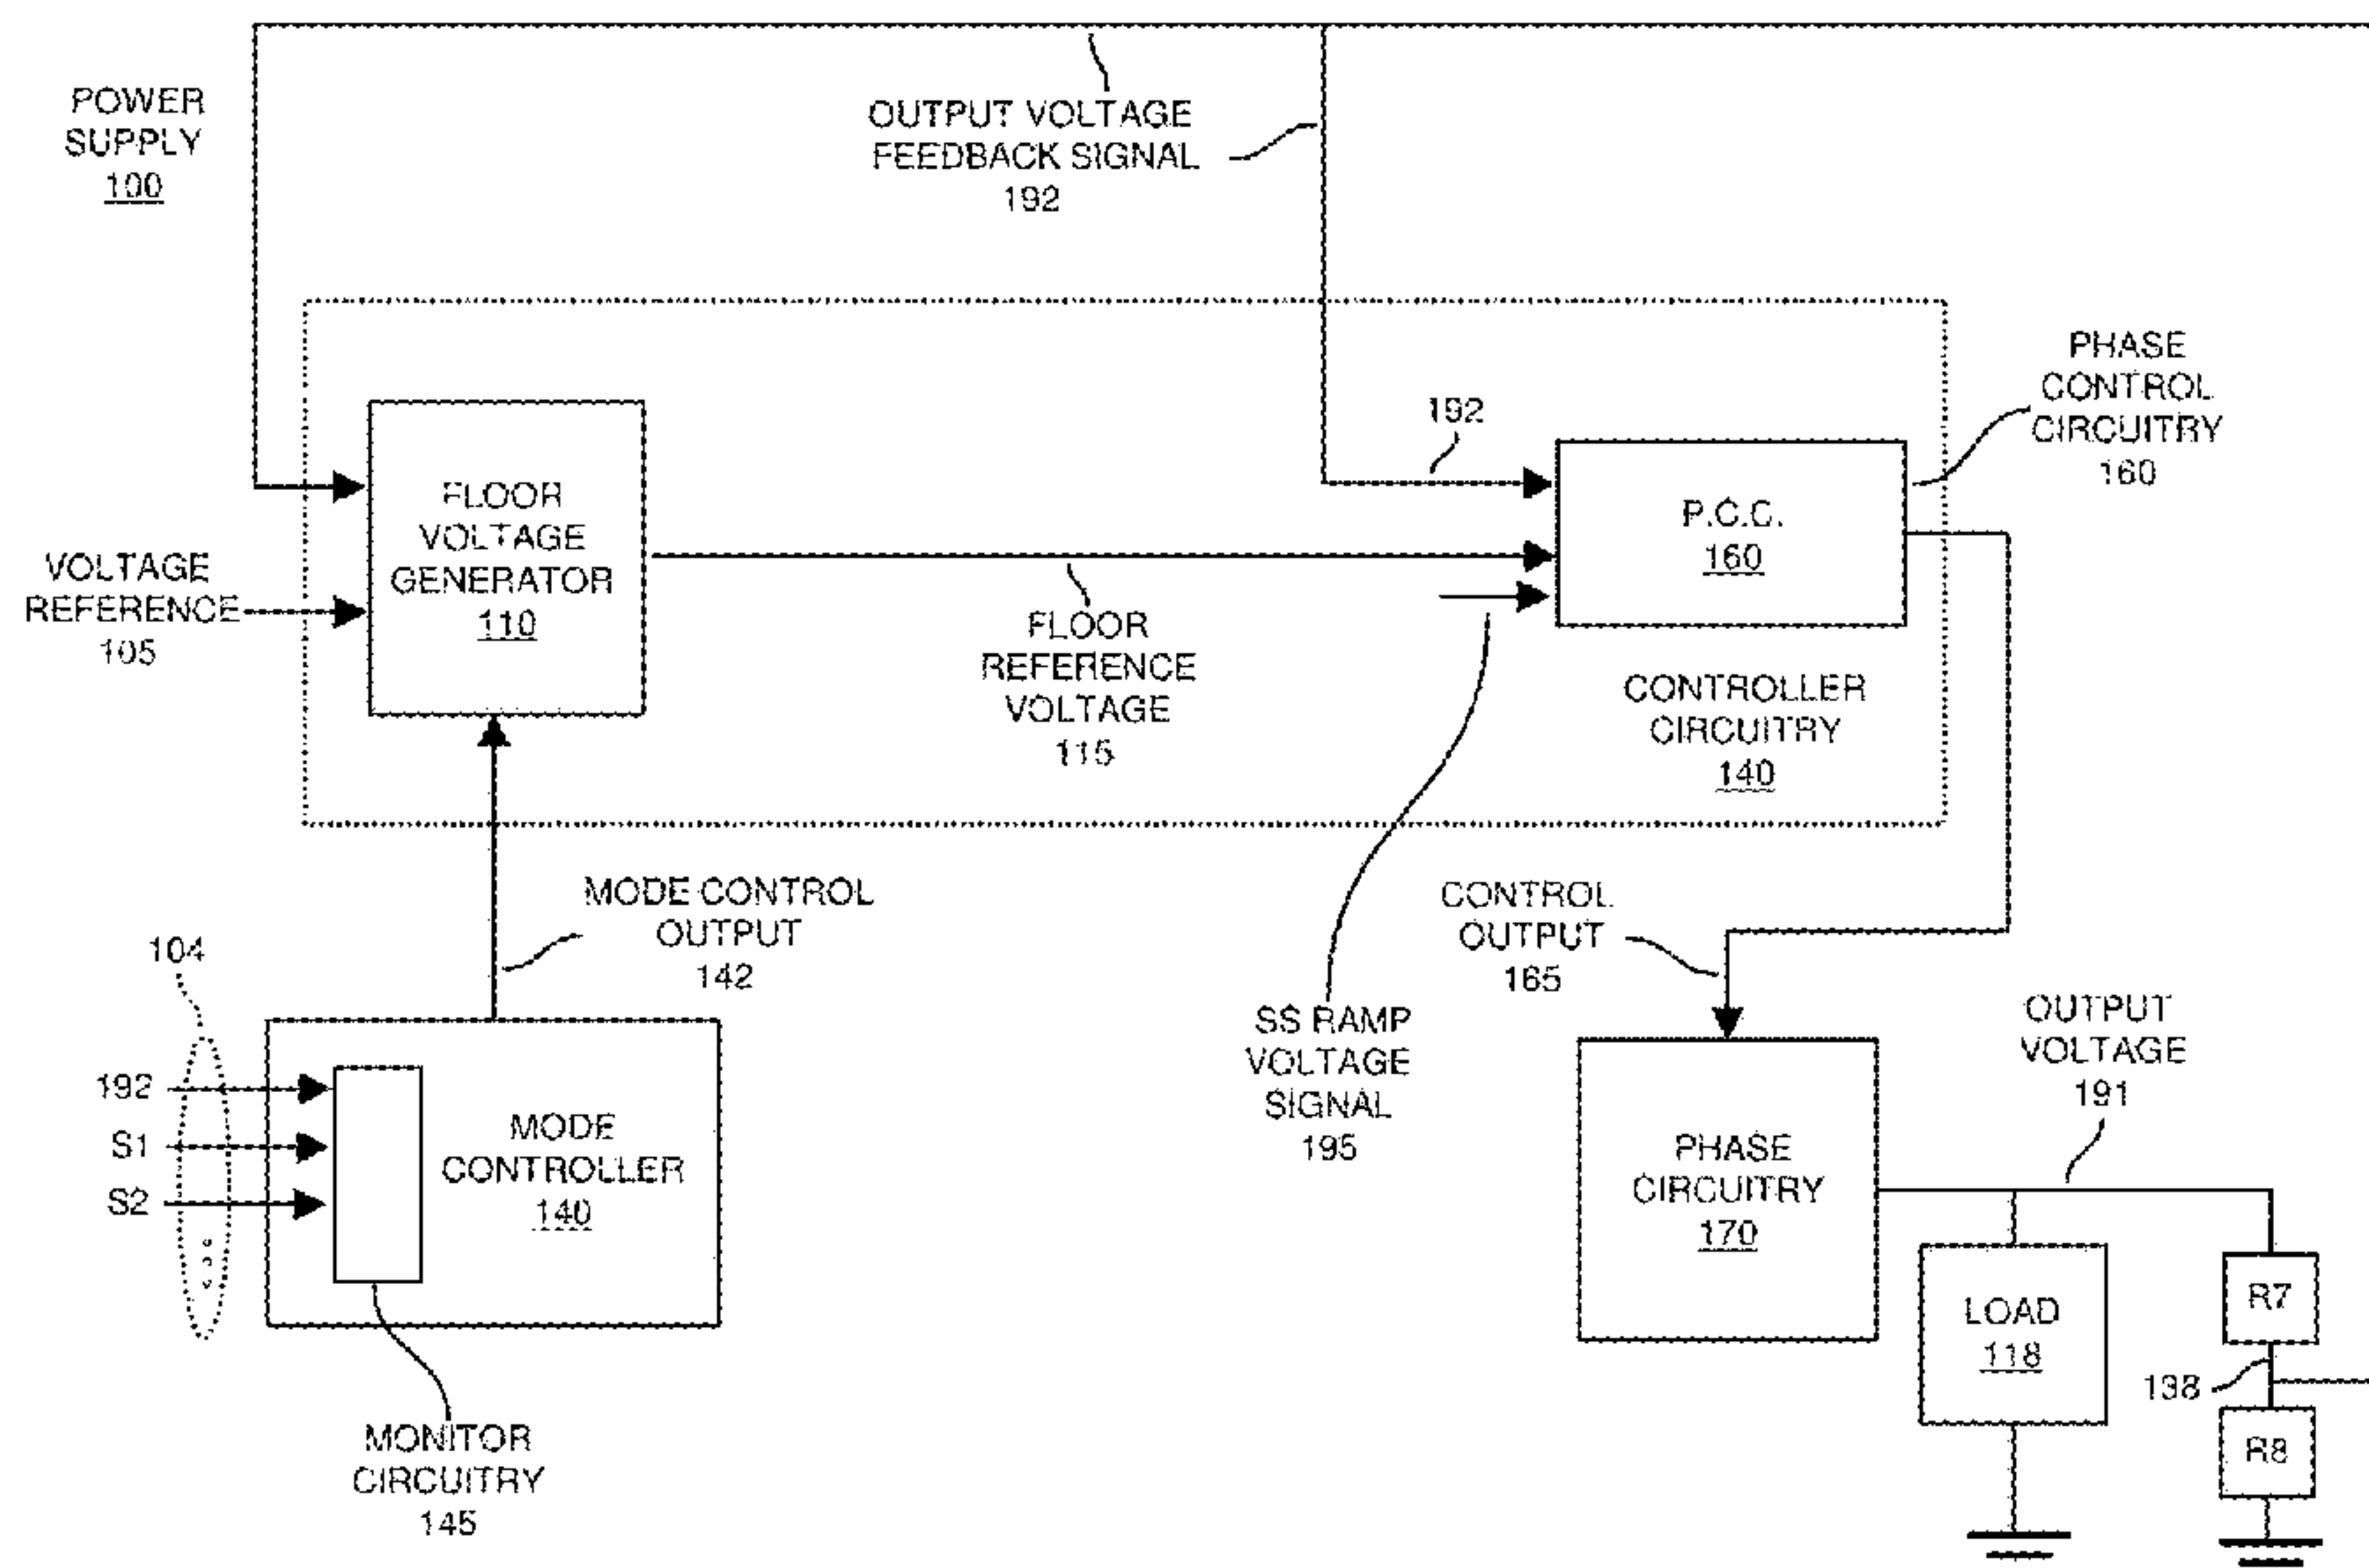 POWER
SUPPLY
100
OUTPUT VOLTAGE
FEEDBACK SIGNAL
192
PHASE
CONTROL
CIRCUITRY
160
192
FLOOR
VOLTAGE
GENERATOR
110
P.C.C.
160
VOLTAGE
REFERENCE
105
FLOOR
REFERENCE
VOLTAGE
115
CONTROLLER
CIRCUITRY
140
MODE CONTROL
OUTPUT
142
CONTROL
OUTPUT
165
104
SS RAMP
VOLTAGE
SIGNAL
195
OUTPUT
VOLTAGE
191
192
S1
S2
MODE
CONTROLLER
140
PHASE
CIRCUITRY
170
LOAD
118
R7
138
R8
MONITOR
CIRCUITRY
145